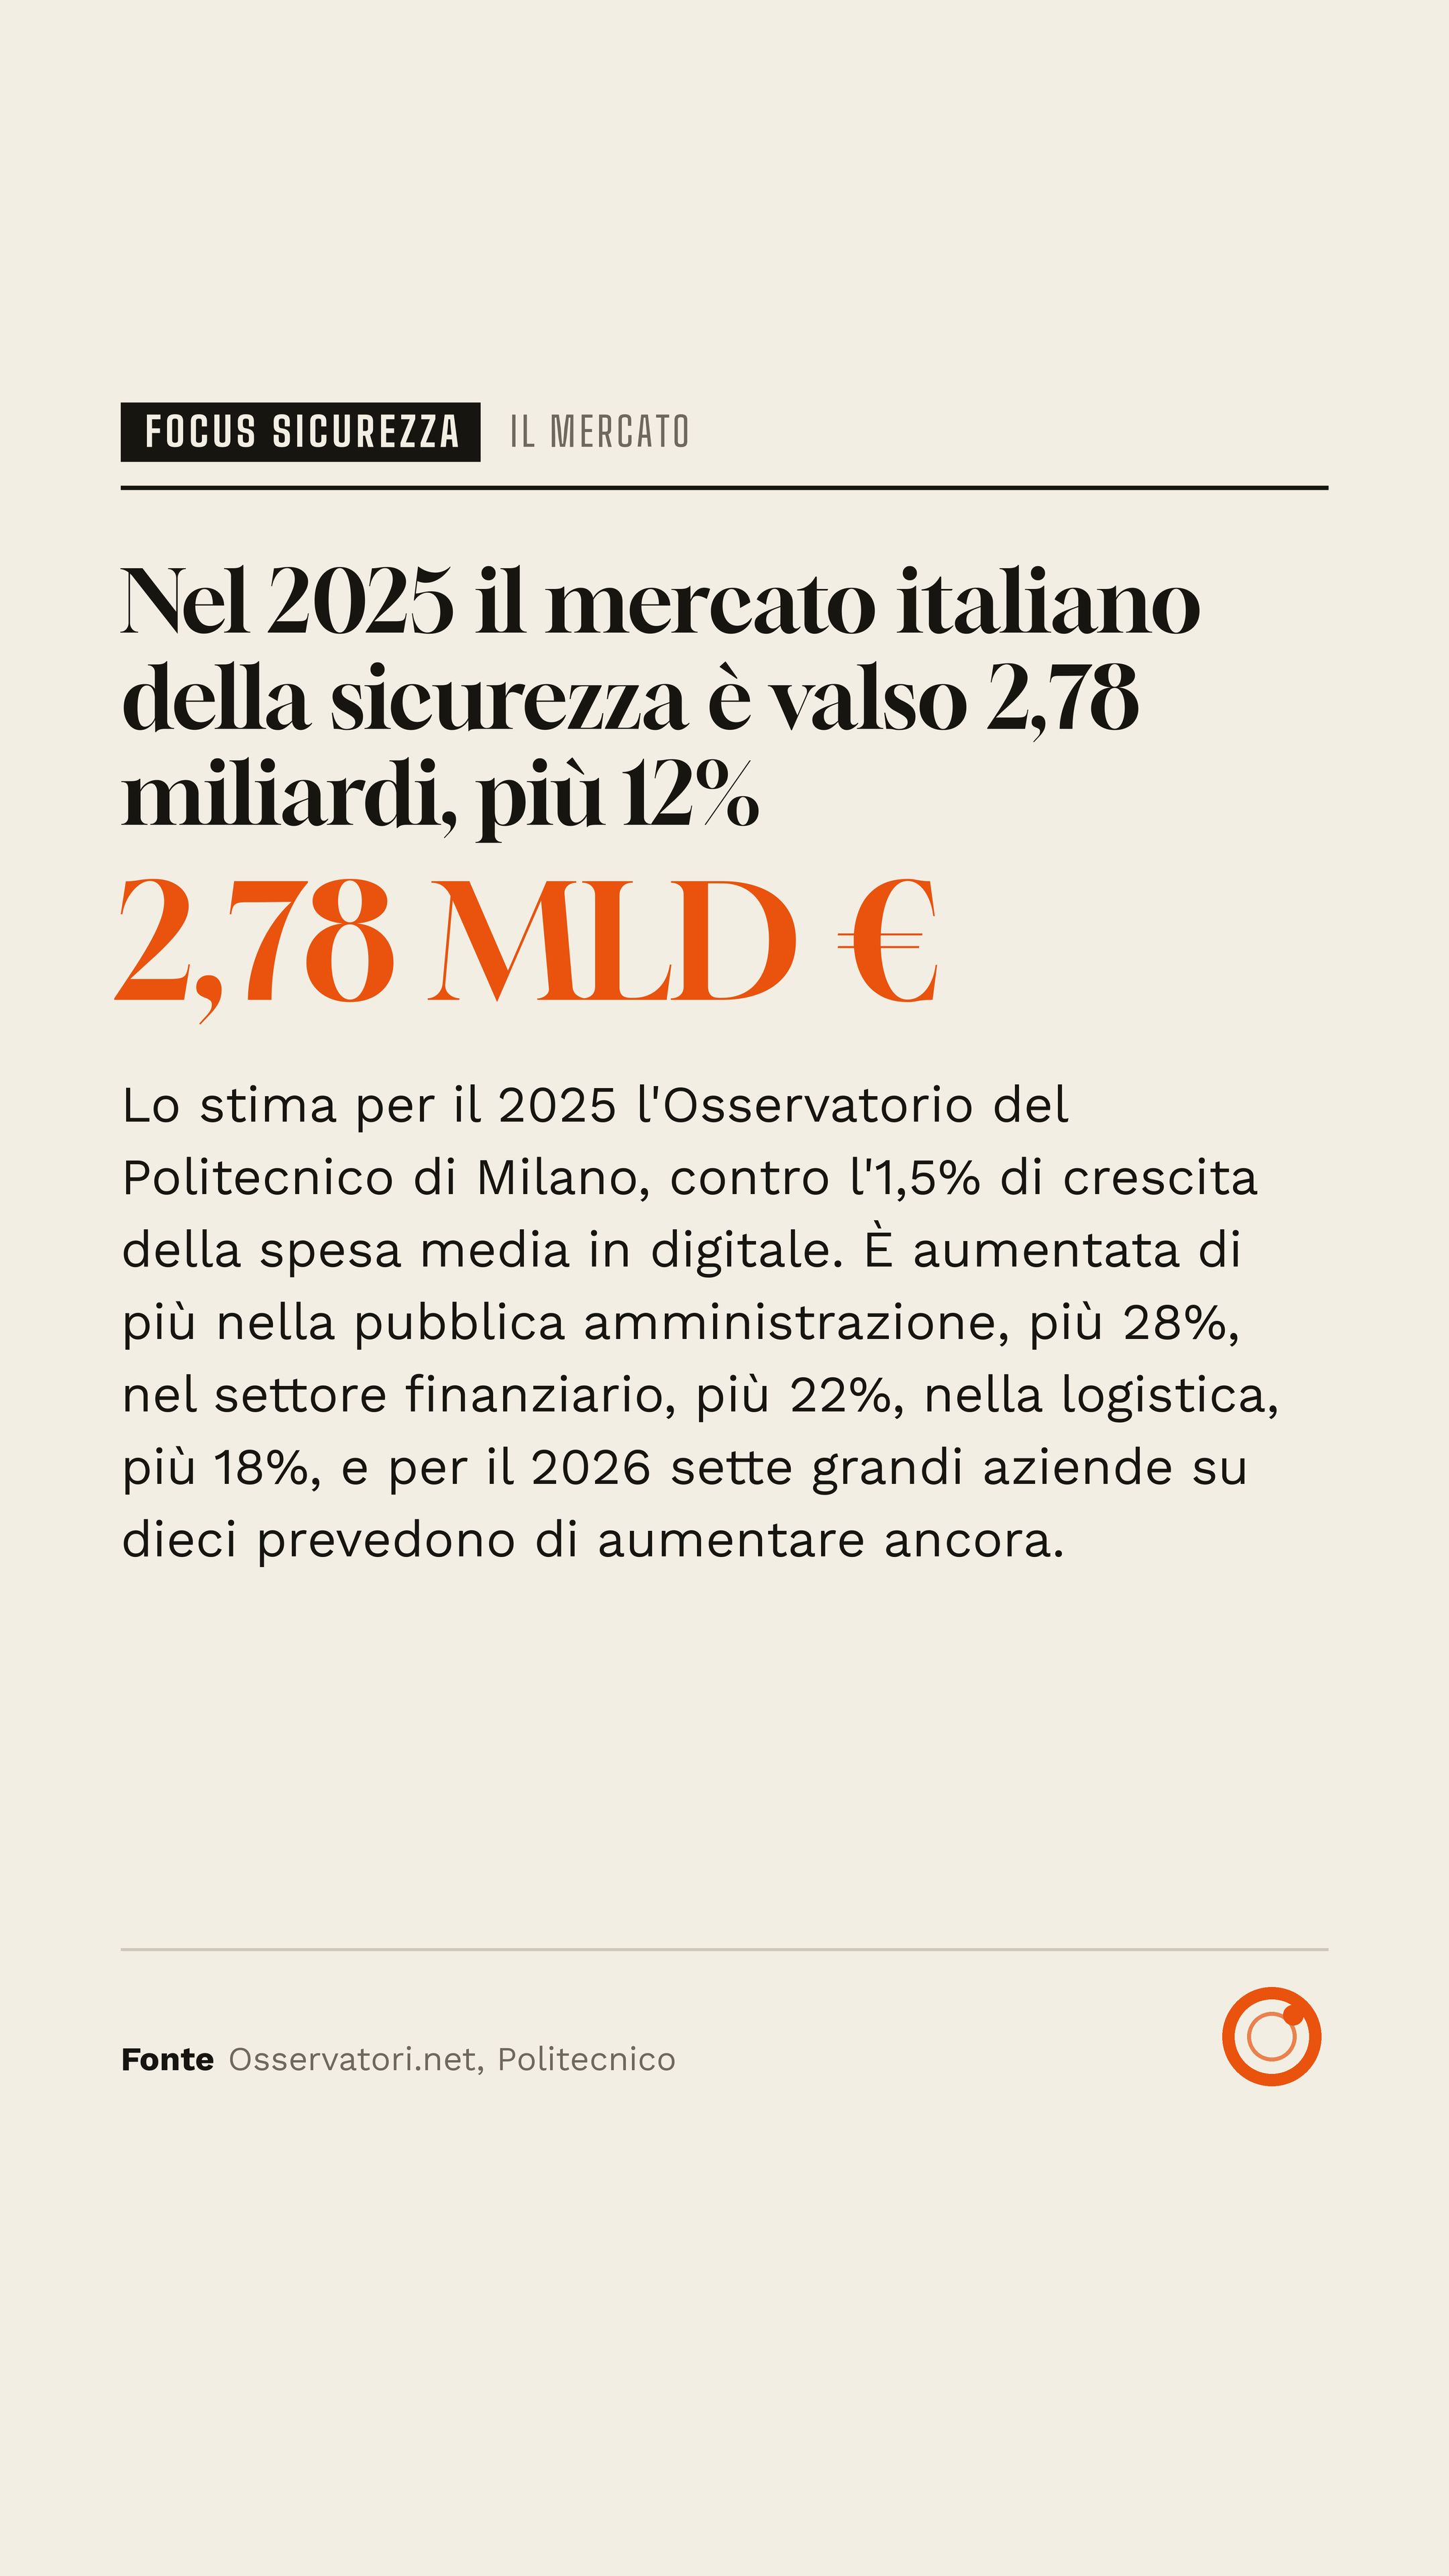 FOCUS SICUREZZA IL MERCATO
Nel 2025 il mercato italiano
della sicurezza è valso 2,78
miliardi, più 12%
2,78 MLD €
Lo stima per il 2025 l'Osservatorio del
Politecnico di Milano, contro l'1,5% di crescita
della spesa media in digitale. È aumentata di
più nella pubblica amministrazione, più 28%,
nel settore finanziario, più 22%, nella logistica,
più 18%, e per il 2026 sette grandi aziende su
dieci prevedono di aumentare ancora.
Fonte Osservatori.net, Politecnico